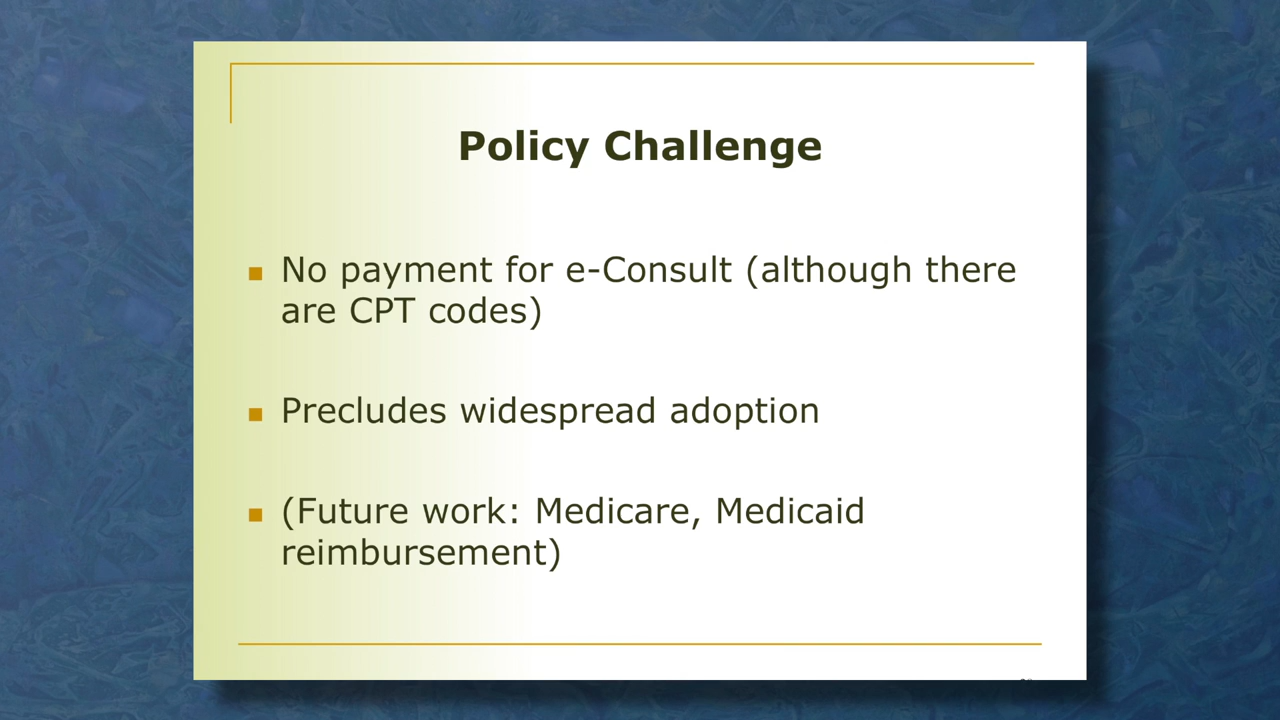 Policy Challenge
No payment for e-Consult (although there
are CPT codes)
Precludes widespread adoption
(Future work: Medicare, Medicaid
reimbursement)